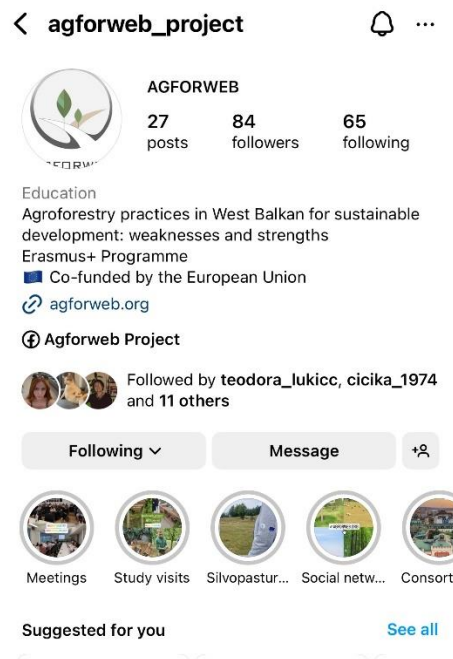 agforweb_project
AGFORWEB
27 84 65
posts followers following
Education
Agroforestry practices in West Balkan for sustainable
development: weaknesses and strengths
Erasmus+ Programme
Co-funded by the European Union
agforweb.org
Agforweb Project
Followed by teodora_lukicc, cicika_1974
and 11 others
Following Message
Meetings Study visits Silvopastur... Social netw... Consort
Suggested for you See all